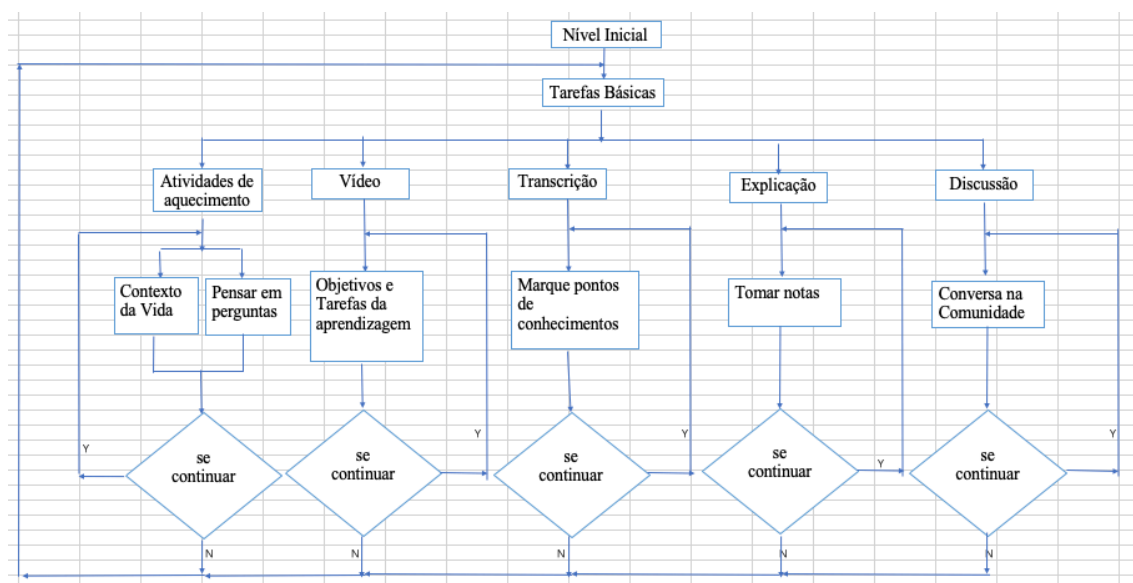 Nível Inicial
Tarefas Básicas
Atividades de
aquecimento
Vídeo
Transcrição
Explicação
Discussão
Contexto
da Vida
Pensar em
perguntas
Objetivos e
Tarefas da
aprendizagem
Marque pontos
de
conhecimentos
Tomar notas
Conversa na
Comunidade
Y
se
continuar
N
Y
se
continuar
N
Y
se
continuar
N
Y
se
continuar
N
Y
se
continuar
N